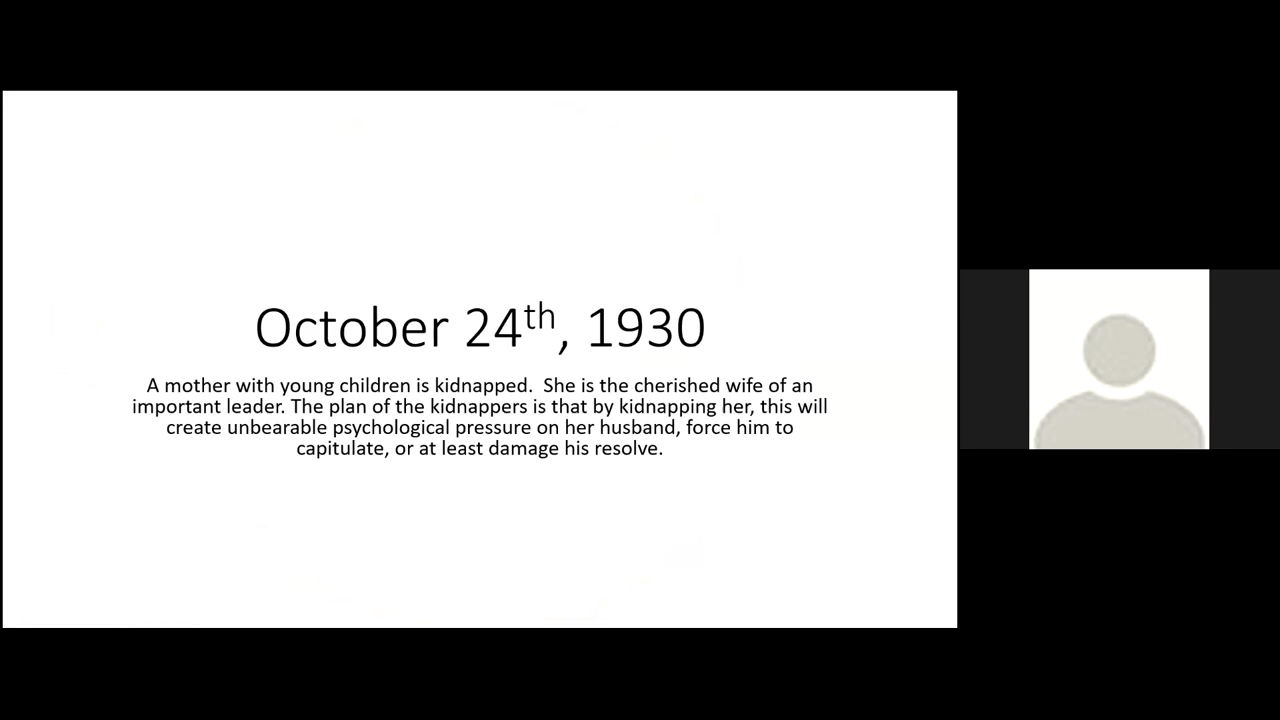 October 24th, 1930
A mother with young children is kidnapped.  She is the cherished wife of an
important leader. The plan of the kidnappers is that by kidnapping her, this will
create unbearable psychological pressure on her husband, force him to
capitulate, or at least damage his resolve.